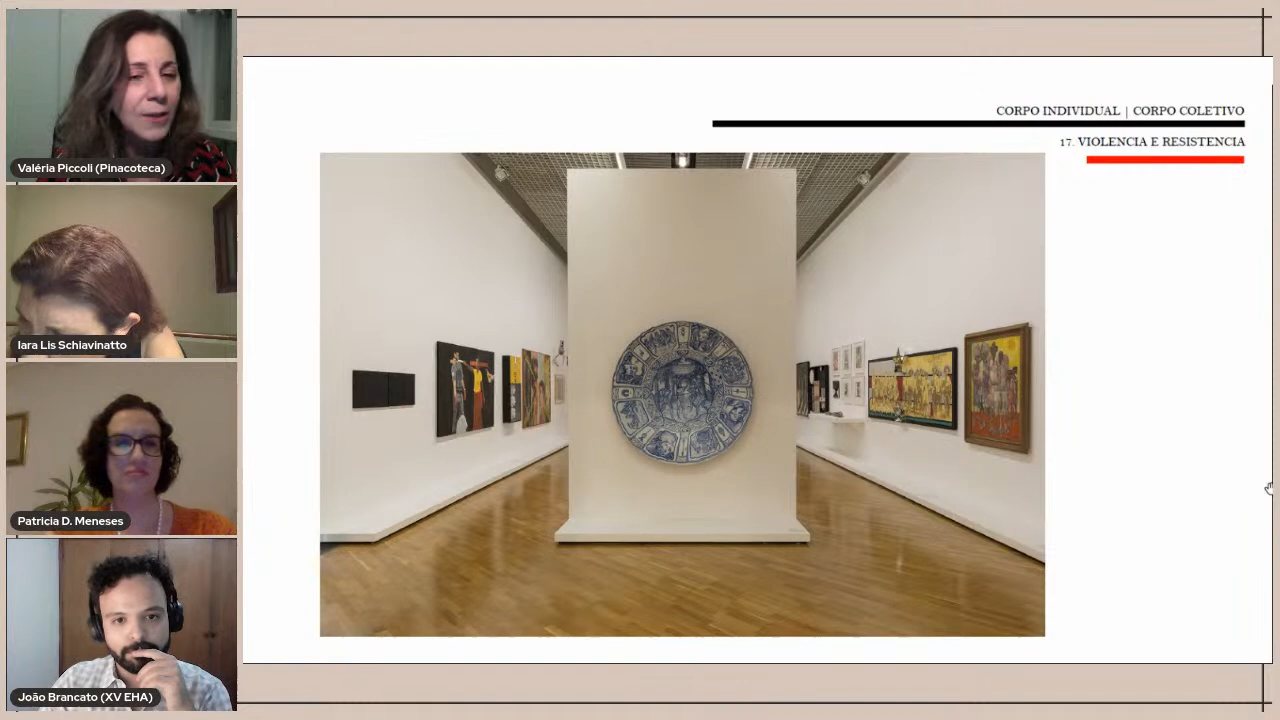 Valéria Piccoli (Pinacoteca)
Iara Lis Schiavinatto
Patricia D. Meneses
João Brancato (XV EHA)
CORPO INDIVIDUAL | CORPO COLETIVO
17. VIOLENCIA E RESISTENCIA